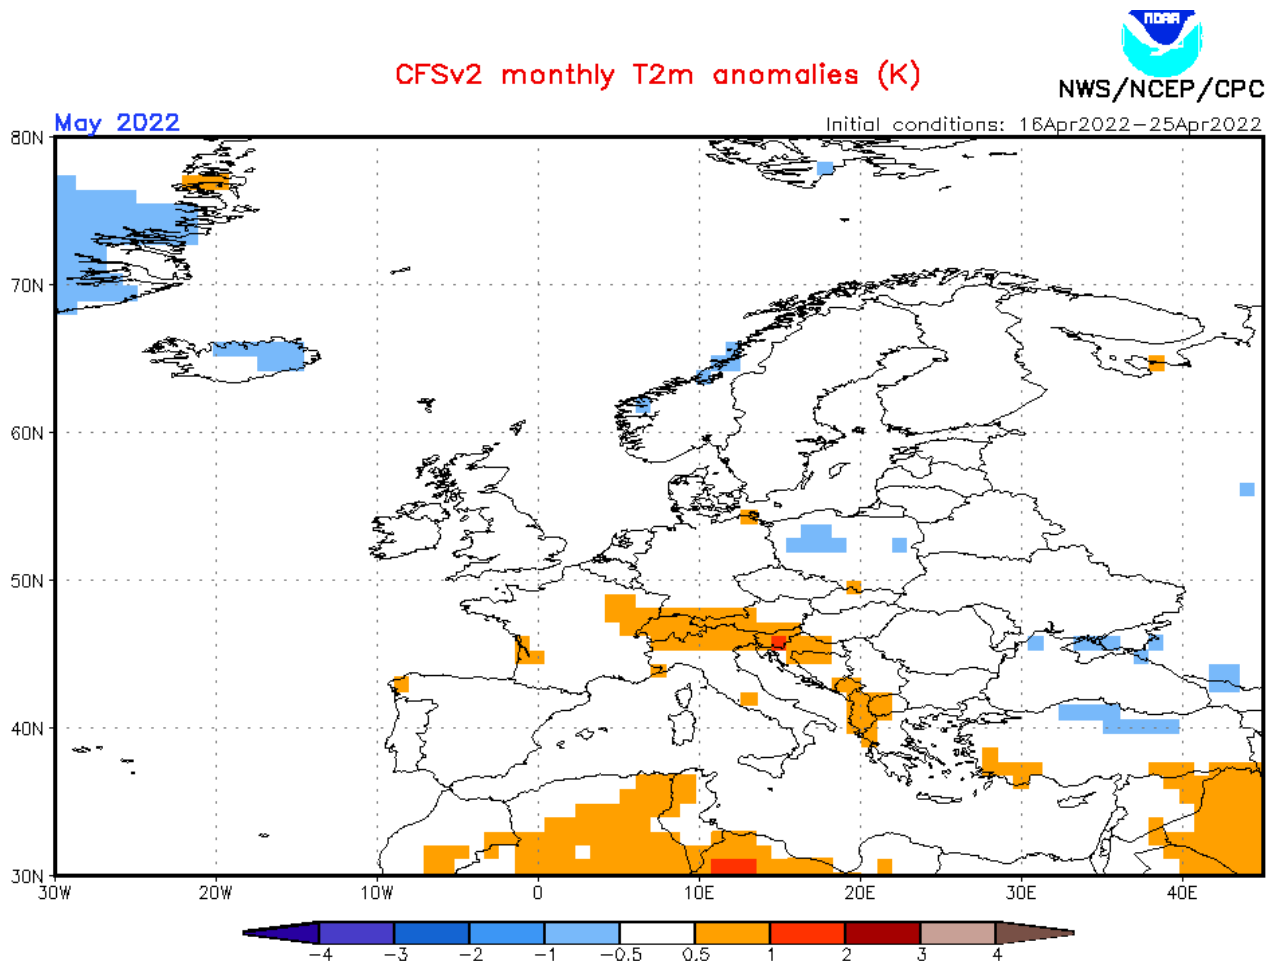 NOAA
CFSv2 monthly T2m anomalies (K)
NWS/NCEP/CPC
May 2022
Initial conditions: 16Apr2022-25Apr2022
80N
70N
60N
50N
40N
30N
30W 20W 10W 0 10E 20E 30E 40E
-4 -3 -2 -1 -0.5 0.5 1 2 3 4